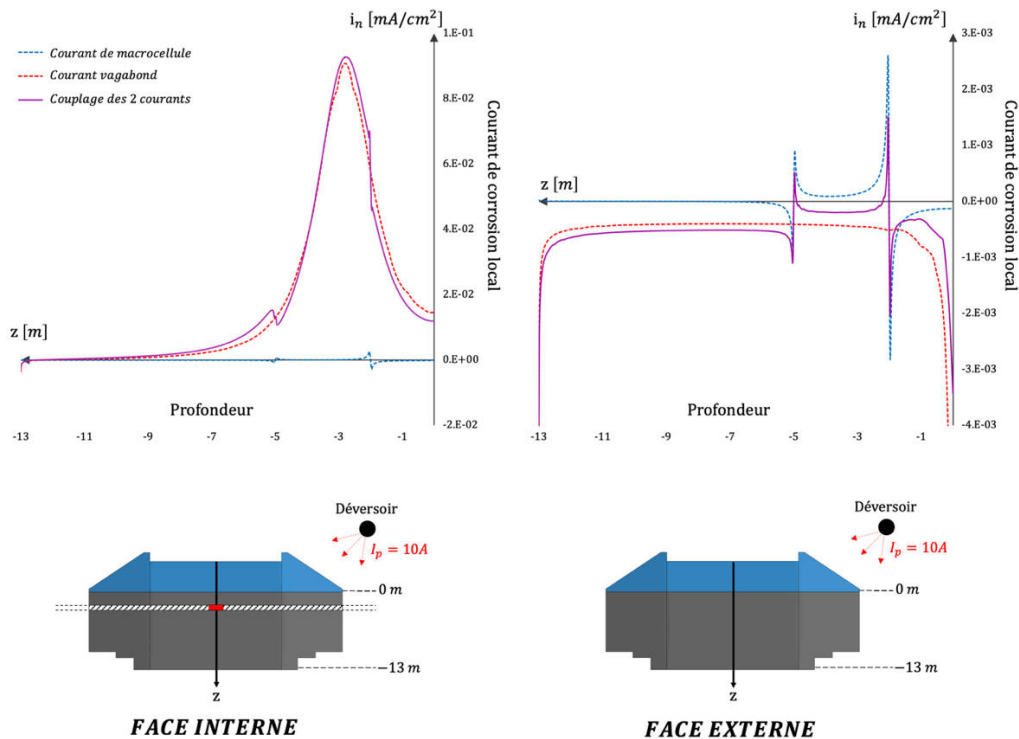 iₙ [mA/cm²]
1.E-01
Courant de macrocellule
Courant vagabond
Couplage des 2 courants
8.E-02
6.E-02
4.E-02
2.E-02
0.E+00
-2.E-02
Courant de corrosion local
z [m]
Profondeur
-13 -11 -9 -7 -5 -3 -1
iₙ [mA/cm²]
3.E-03
2.E-03
1.E-03
0.E+00
-1.E-03
-2.E-03
-3.E-03
-4.E-03
Courant de corrosion local
z [m]
Profondeur
-13 -11 -9 -7 -5 -3 -1
Déversoir
Iₚ = 10A
0 m
−13 m
z
FACE INTERNE
Déversoir
Iₚ = 10A
0 m
−13 m
z
FACE EXTERNE